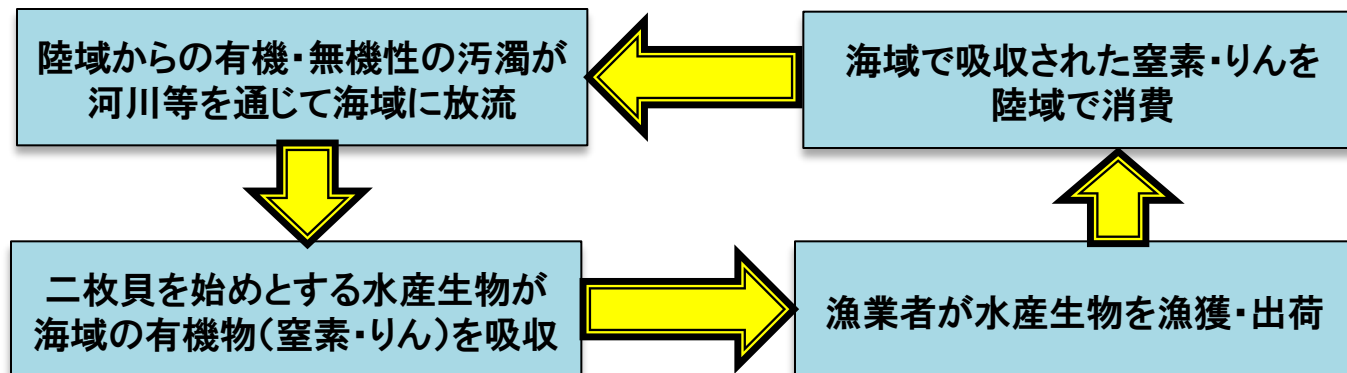 陸域からの有機・無機性の汚濁が
河川等を通じて海域に放流
海域で吸収された窒素・りんを
陸域で消費
二枚貝を始めとする水産生物が
海域の有機物(窒素・りん)を吸収
漁業者が水産生物を漁獲・出荷